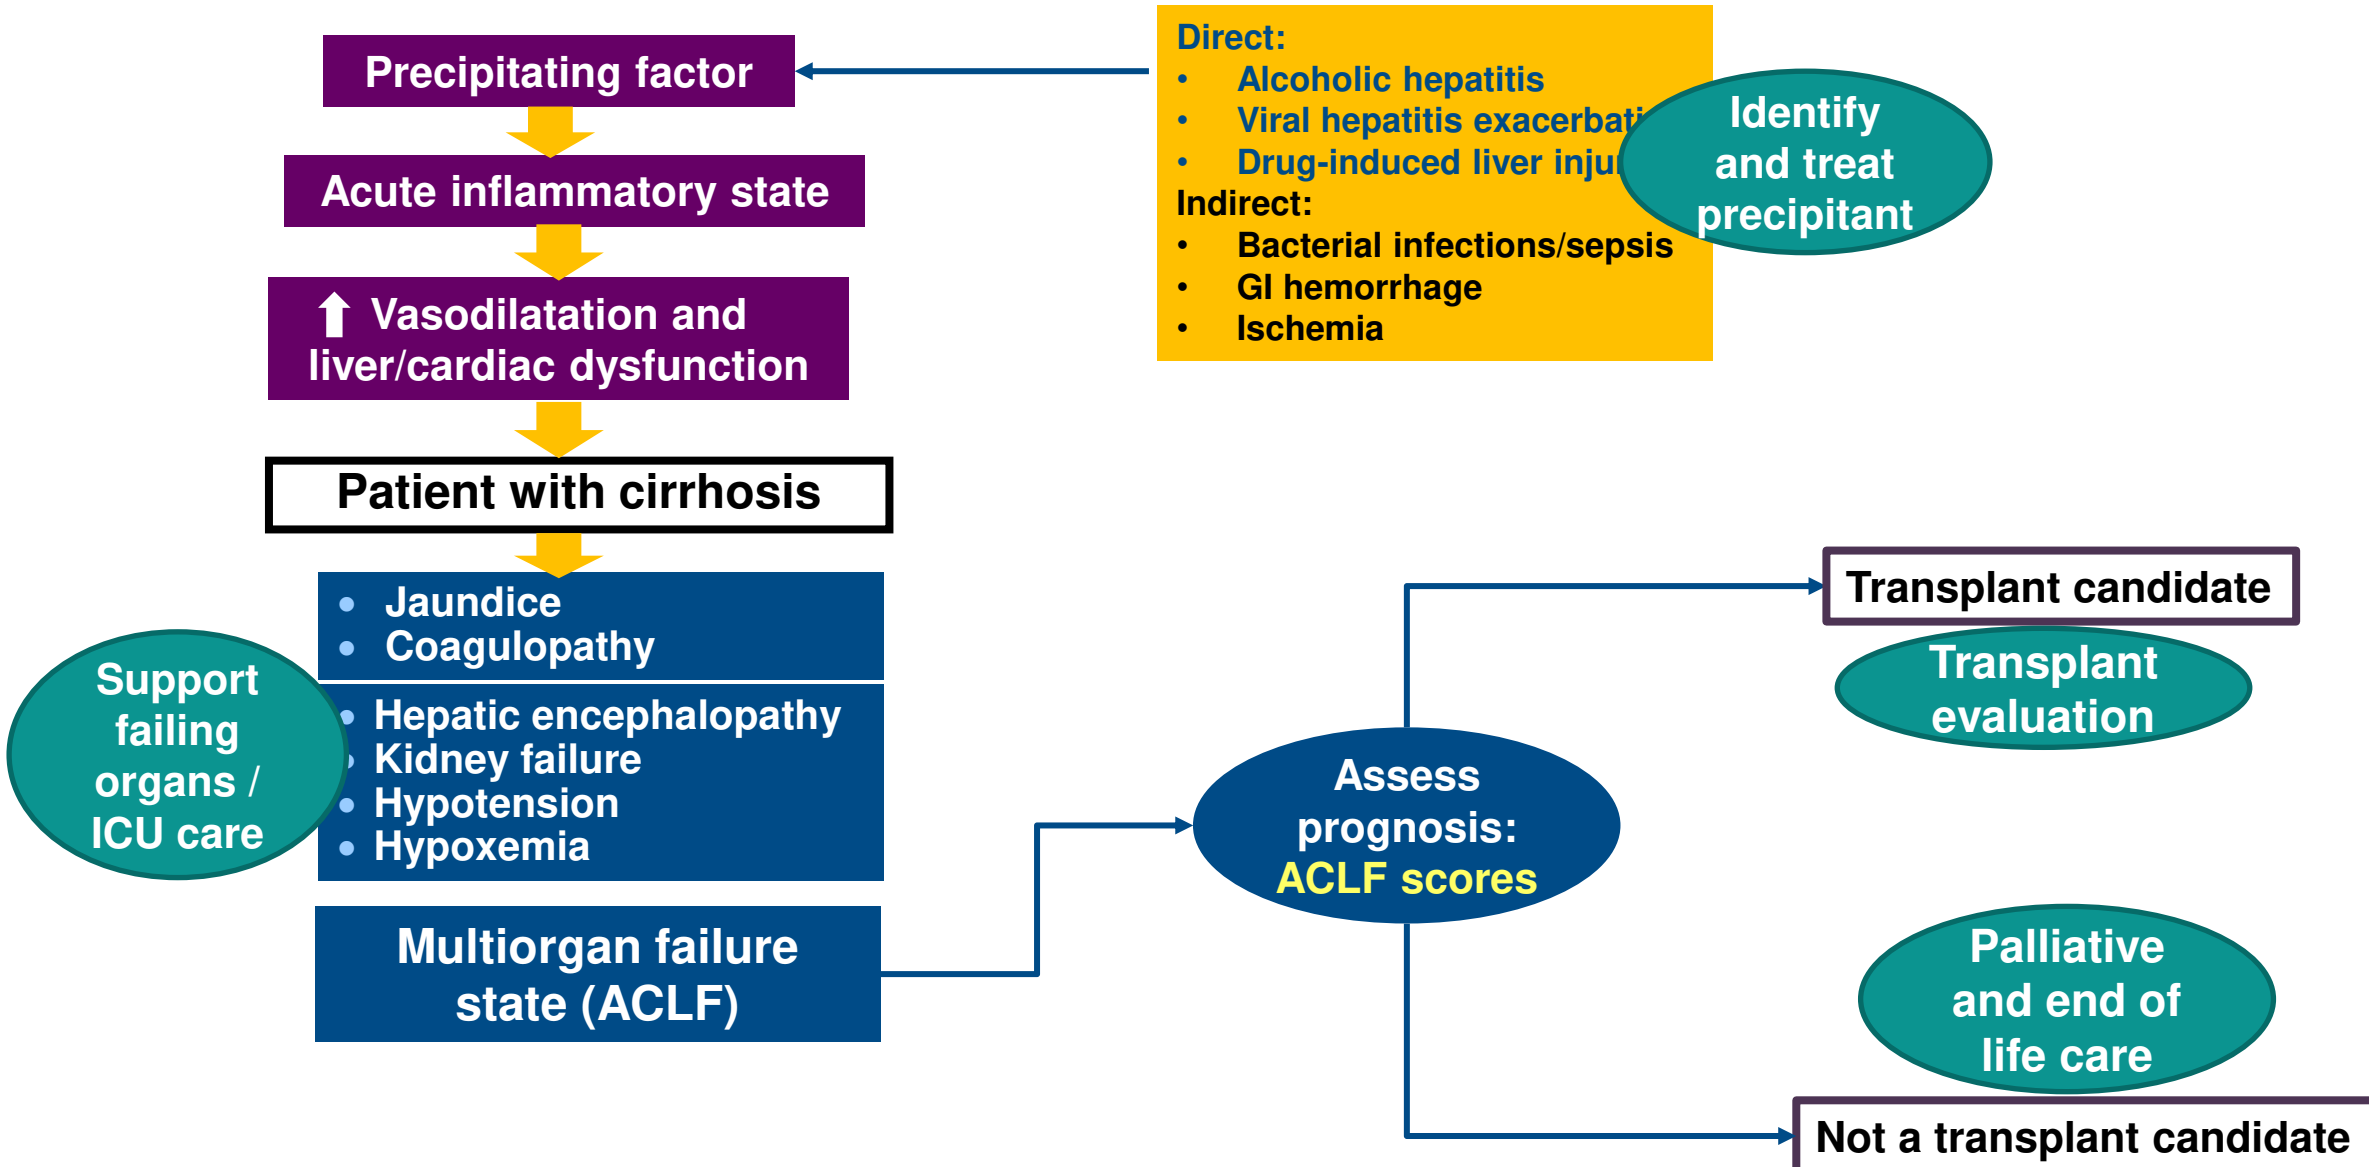 Precipitating factor
Acute inflammatory state
Vasodilatation and
liver/cardiac dysfunction
Patient with cirrhosis
• Jaundice
• Coagulopathy
• Hepatic encephalopathy
• Kidney failure
• Hypotension
• Hypoxemia
Support
failing
organs /
ICU care
Multiorgan failure
state (ACLF)
Direct:
• Alcoholic hepatitis
• Viral hepatitis
• Drug-induced liver
Indirect:
• Bacterial infections/sepsis
• GI hemorrhage
• Ischemia
Identify
and treat
precipitant
Assess
prognosis:
ACLF scores
Transplant candidate
Transplant
evaluation
Palliative
and end of
life care
Not a transplant candidate